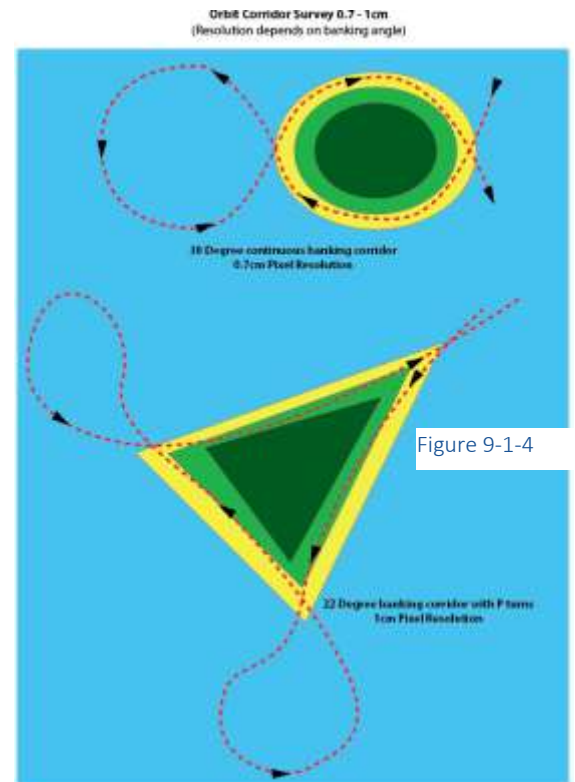 Orbit Corridor Survey 0.7 - 1cm
(Resolution depends on banking angle)
38 Degree continuous banking corridor
0.7cm Pixel Resolution
Figure 9-1-4
22 Degree banking corridor with P turns
1cm Pixel Resolution